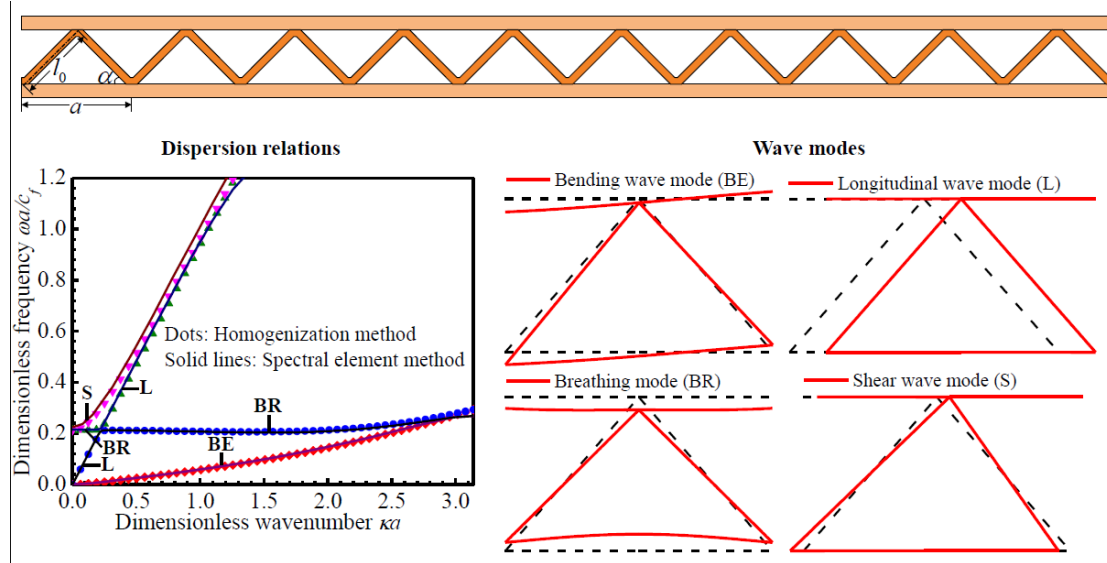 l₀
α
a
Dispersion relations
Wave modes
Dimensionless frequency ωa/c_f
1.2
1.0
0.8
0.6
0.4
0.2
0.0
Dots: Homogenization method
Solid lines: Spectral element method
S
L
BR
BR
BE
L
0.0 0.5 1.0 1.5 2.0 2.5 3.0
Dimensionless wavenumber κa
Bending wave mode (BE)
Longitudinal wave mode (L)
Breathing mode (BR)
Shear wave mode (S)